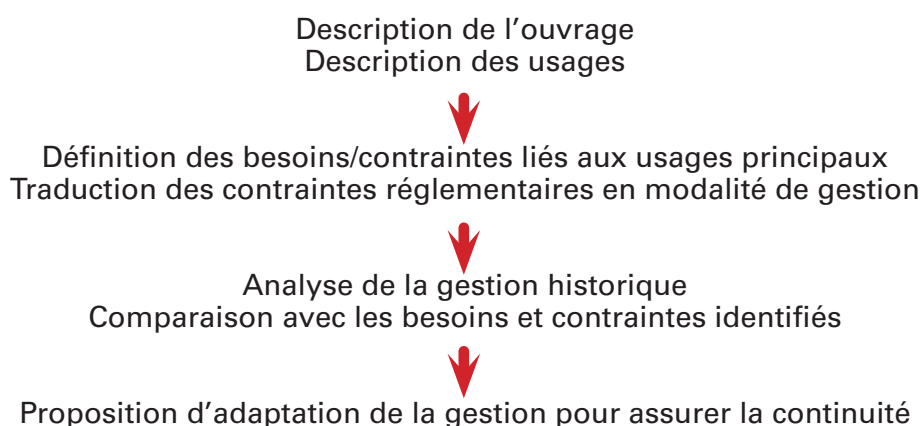 Description de l’ouvrage
Description des usages
Définition des besoins/contraintes liés aux usages principaux
Traduction des contraintes réglementaires en modalité de gestion
Analyse de la gestion historique
Comparaison avec les besoins et contraintes identifiés
Proposition d’adaptation de la gestion pour assurer la continuité